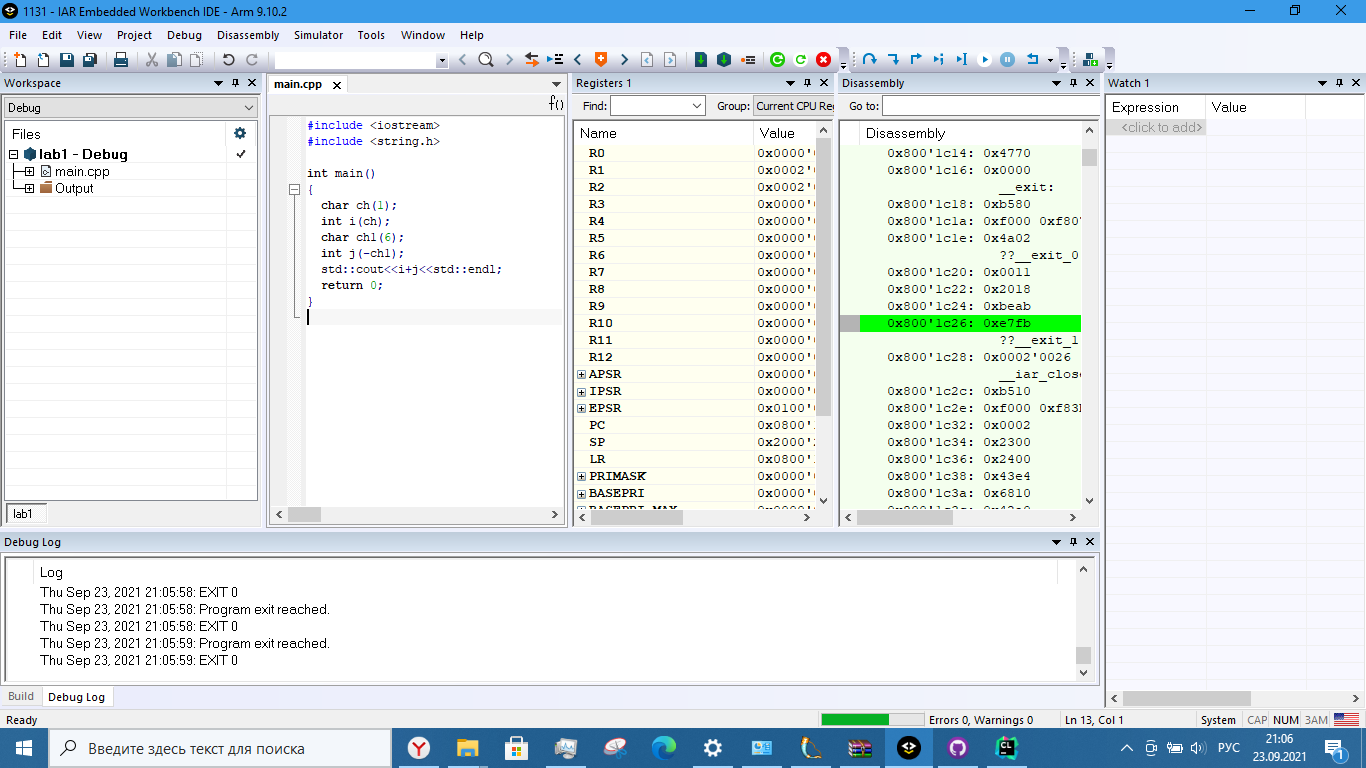 1131 - IAR Embedded Workbench IDE - Arm 9.10.2
File Edit View Project Debug Disassembly Simulator Tools Window Help
Workspace
Debug
Files
lab1 - Debug
main.cpp
Output
lab1
main.cpp
f()
#include <iostream>
#include <string.h>
int main()
{
char ch(1);
int i(ch);
char ch1(6);
int j(-ch1);
std::cout<<i+j<<std::endl;
return 0;
}
Registers 1
Find: Group: Current CPU Reg
Name Value
R0 0x0000'
R1 0x0002'
R2 0x0002'
R3 0x0000'
R4 0x0000'
R5 0x0000'
R6 0x0000'
R7 0x0000'
R8 0x0000'
R9 0x0000'
R10 0x0000'
R11 0x0000'
R12 0x0000'
APSR 0x0000'
IPSR 0x0000'
EPSR 0x0100'
PC 0x0800'
SP 0x2000'
LR 0x0800'
PRIMASK 0x0000'
BASEPRI 0x0000'
BASEPRI_MAX 0x0000'
Disassembly
Go to:
Disassembly
0x800'1c14: 0x4770
0x800'1c16: 0x0000
__exit:
0x800'1c18: 0xb580
0x800'1c1a: 0xf000 0xf807
0x800'1c1e: 0x4a02
??__exit_0
0x800'1c20: 0x0011
0x800'1c22: 0x2018
0x800'1c24: 0xbeab
0x800'1c26: 0xe7fb
??__exit_1
0x800'1c28: 0x0002'0026
__iar_close
0x800'1c2c: 0xb510
0x800'1c2e: 0xf000 0xf83
0x800'1c32: 0x0002
0x800'1c34: 0x2300
0x800'1c36: 0x2400
0x800'1c38: 0x43e4
0x800'1c3a: 0x6810
0x800'1c3c: 0x42a0
Watch 1
Expression Value
<click to add>
Debug Log
Log
Thu Sep 23, 2021 21:05:58: EXIT 0
Thu Sep 23, 2021 21:05:58: Program exit reached.
Thu Sep 23, 2021 21:05:58: EXIT 0
Thu Sep 23, 2021 21:05:59: Program exit reached.
Thu Sep 23, 2021 21:05:59: EXIT 0
Build Debug Log
Ready Errors 0, Warnings 0 Ln 13, Col 1 System CAP NUM ЗАМ
Введите здесь текст для поиска
РУС
21:06
23.09.2021
1